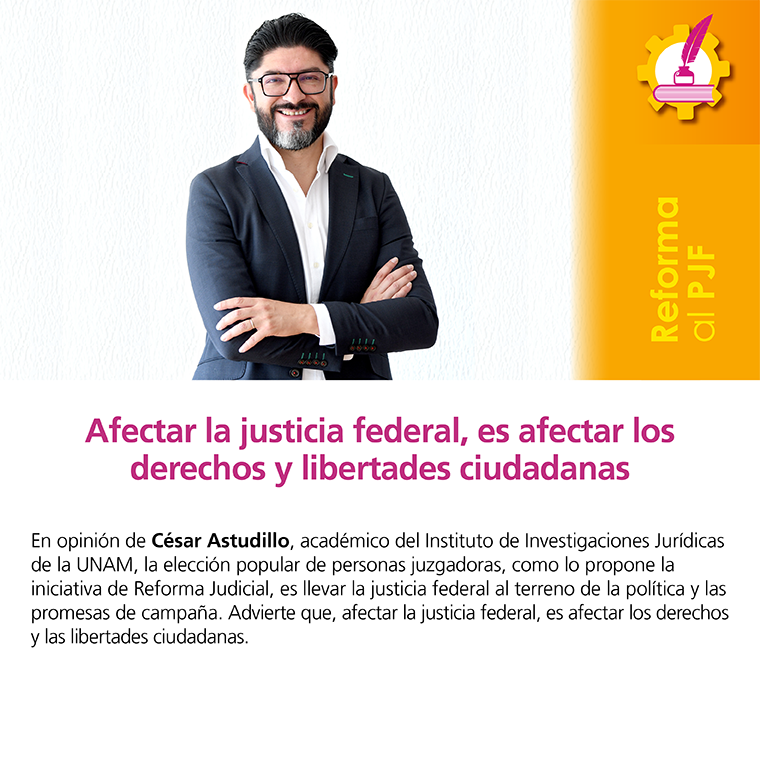 Reforma
al PJF
Afectar la justicia federal, es afectar los
derechos y libertades ciudadanas
En opinión de César Astudillo, académico del Instituto de Investigaciones Jurídicas
de la UNAM, la elección popular de personas juzgadoras, como lo propone la
iniciativa de Reforma Judicial, es llevar la justicia federal al terreno de la política y las
promesas de campaña. Advierte que, afectar la justicia federal, es afectar los derechos
y las libertades ciudadanas.